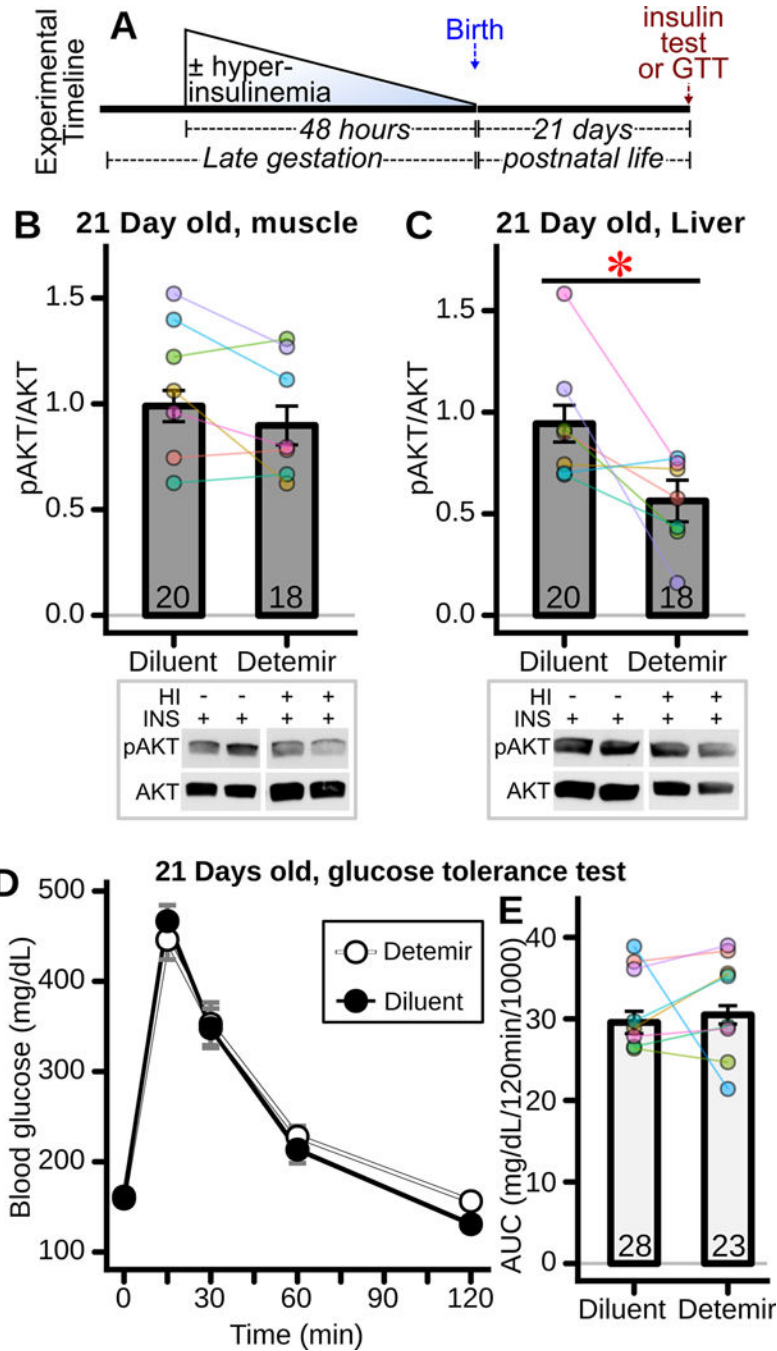 A
Experimental
Timeline
± hyper-
insulinemia
Birth
insulin
test
or GTT
48 hours
21 days
Late gestation
postnatal life
B 21 Day old, muscle
pAKT/AKT
1.5
1.0
0.5
0.0
20
18
Diluent Detemir
HI - - + +
INS + + + +
pAKT
AKT
C 21 Day old, Liver
*
pAKT/AKT
1.5
1.0
0.5
0.0
20
18
Diluent Detemir
HI - - + +
INS + + + +
pAKT
AKT
D 21 Days old, glucose tolerance test
Blood glucose (mg/dL)
500
400
300
200
100
Detemir
Diluent
0 30 60 90 120
Time (min)
E
AUC (mg/dL/120min/1000)
40
30
20
10
0
28
23
Diluent Detemir